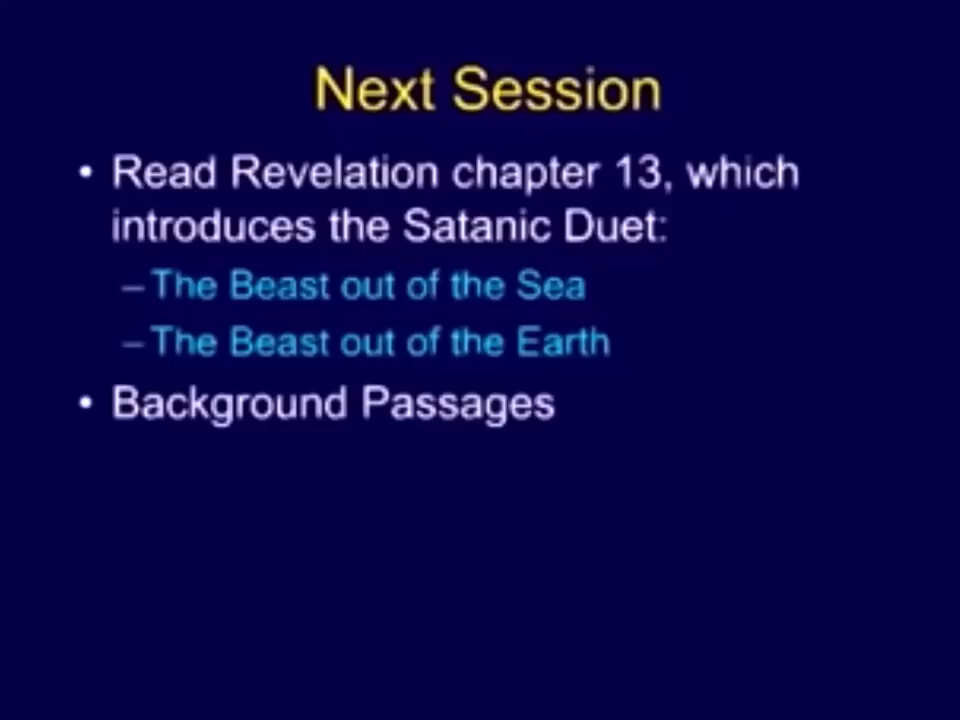 Next Session
• Read Revelation chapter 13, which
introduces the Satanic Duet:
–The Beast out of the Sea
–The Beast out of the Earth
• Background Passages